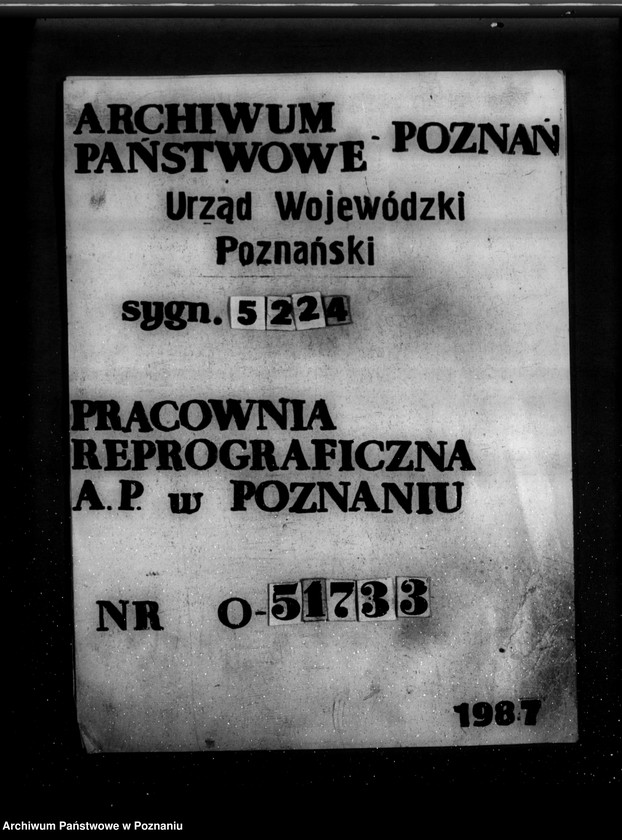 ARCHIWUM
PAŃSTWOWE - POZNAŃ
Urząd Wojewódzki
Poznański
sygn. 5224
PRACOWNIA
REPROGRAFICZNA
A.P. w POZNANIU
NR O-51733
1987
Archiwum Państwowe w Poznaniu